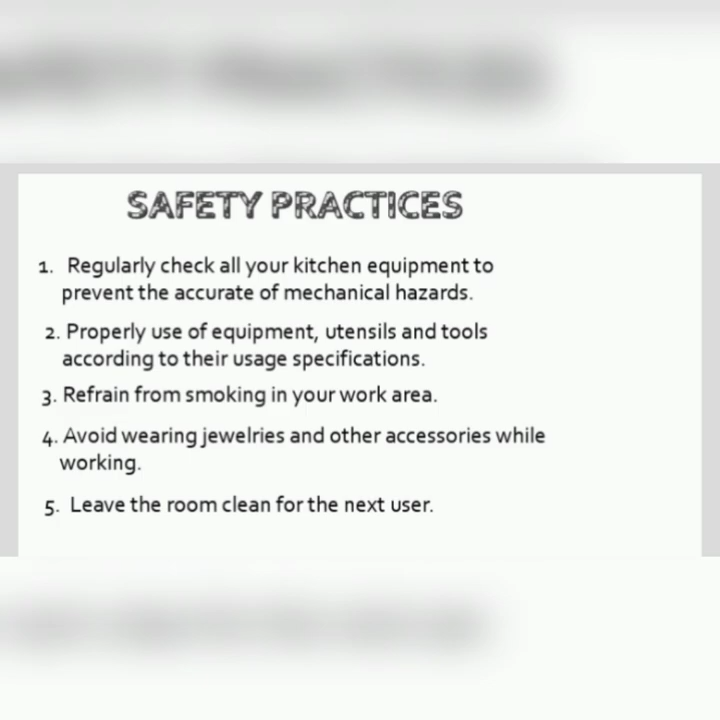 SAFETY PRACTICES
1. Regularly check all your kitchen equipment to
prevent the accurate of mechanical hazards.
2. Properly use of equipment, utensils and tools
according to their usage specifications.
3. Refrain from smoking in your work area.
4. Avoid wearing jewelries and other accessories while
working.
5. Leave the room clean for the next user.